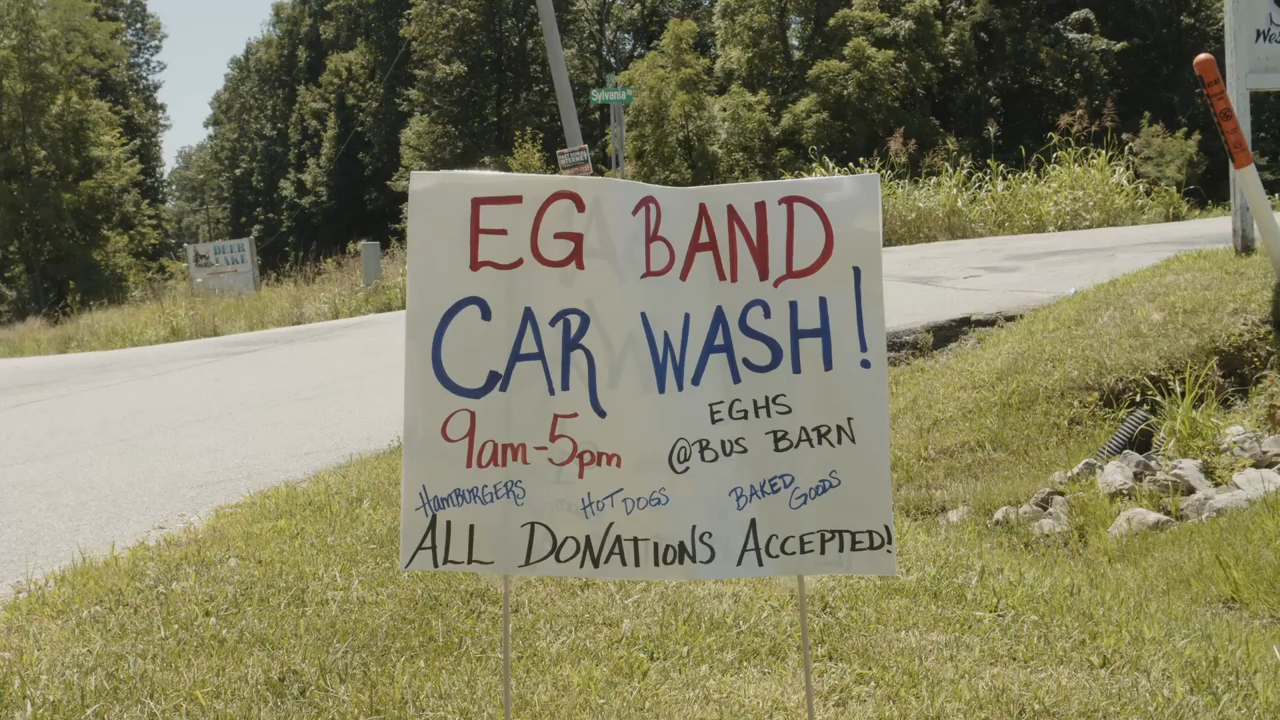 Sylvania
INTERNET
DEER
LAKE
EG BAND
CAR WASH!
9am-5pm
EGHS
@BUS BARN
HAMBURGERS
HOT DOGS
BAKED
GOODS
ALL DONATIONS ACCEPTED!